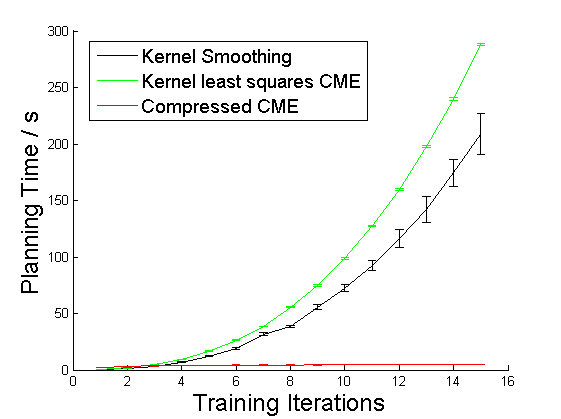 300
250
200
150
100
50
0
Planning Time / s
Kernel Smoothing
Kernel least squares CME
Compressed CME
0 2 4 6 8 10 12 14 16
Training Iterations